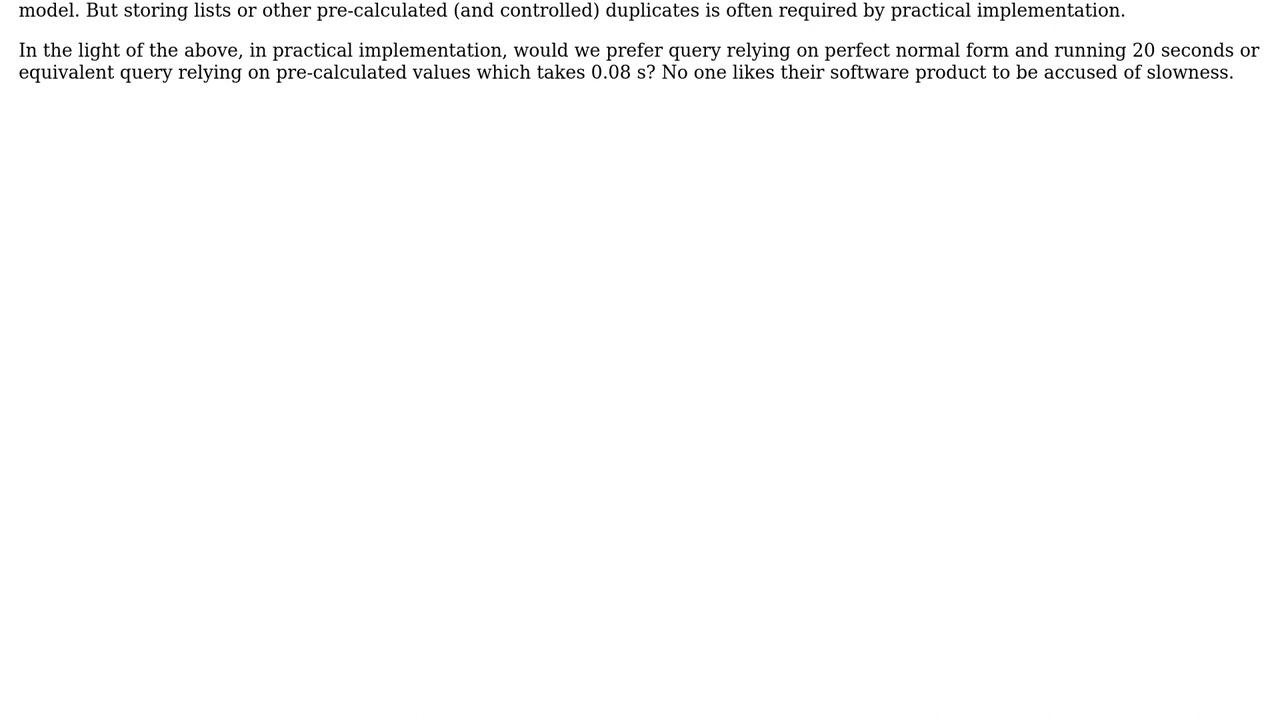 model. But storing lists or other pre-calculated (and controlled) duplicates is often required by practical implementation.
In the light of the above, in practical implementation, would we prefer query relying on perfect normal form and running 20 seconds or
equivalent query relying on pre-calculated values which takes 0.08 s? No one likes their software product to be accused of slowness.